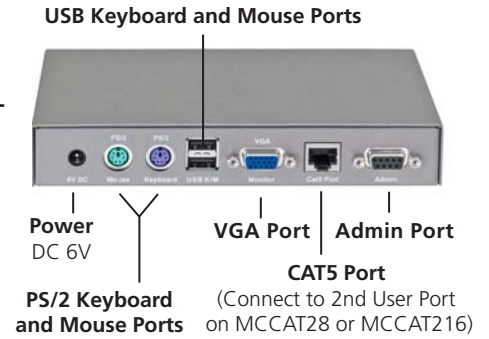 USB Keyboard and Mouse Ports
PS/2 PS/2 VGA
6V DC Mouse Keyboard USB K/M Monitor Cat5 Port Admin
Power
DC 6V
VGA Port
Admin Port
CAT5 Port
(Connect to 2nd User Port
on MCCAT28 or MCCAT216)
PS/2 Keyboard
and Mouse Ports